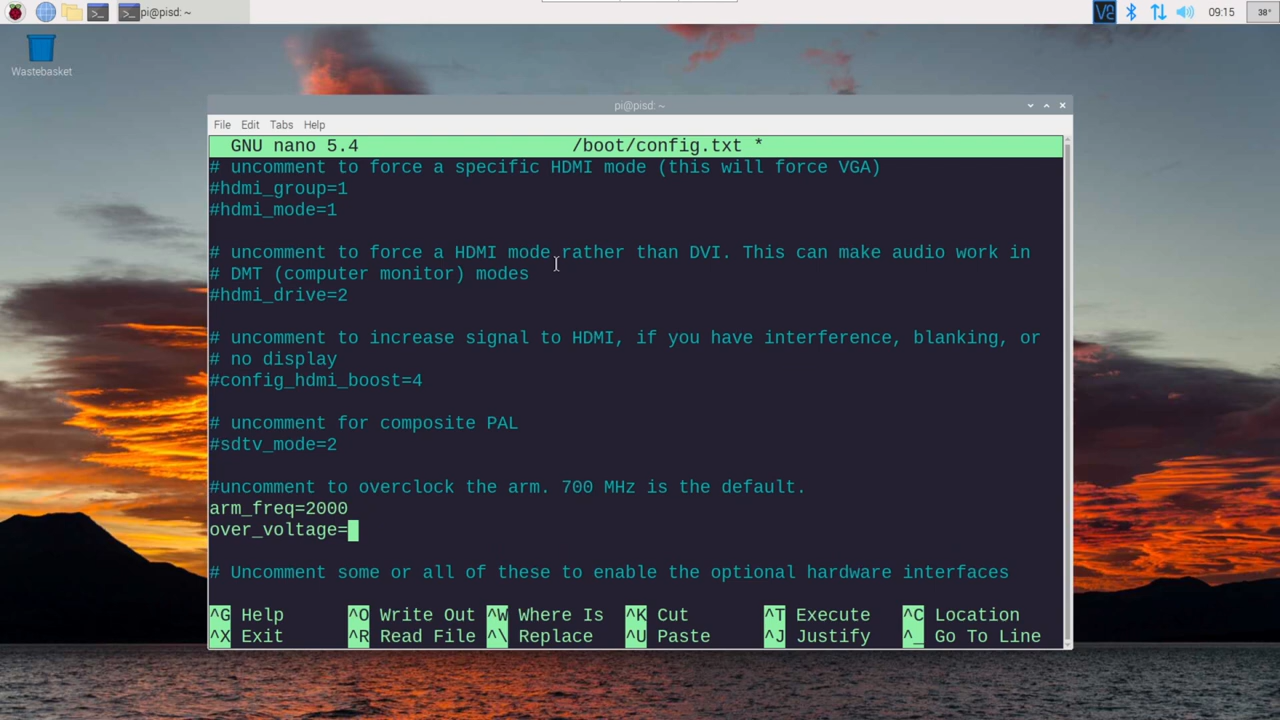 pi@pisd: ~
09:15
38°
Wastebasket
pi@pisd: ~
File Edit Tabs Help
GNU nano 5.4 /boot/config.txt *
# uncomment to force a specific HDMI mode (this will force VGA)
#hdmi_group=1
#hdmi_mode=1
# uncomment to force a HDMI mode rather than DVI. This can make audio work in
# DMT (computer monitor) modes
#hdmi_drive=2
# uncomment to increase signal to HDMI, if you have interference, blanking, or
# no display
#config_hdmi_boost=4
# uncomment for composite PAL
#sdtv_mode=2
#uncomment to overclock the arm. 700 MHz is the default.
arm_freq=2000
over_voltage=
# Uncomment some or all of these to enable the optional hardware interfaces
^G Help ^O Write Out ^W Where Is ^K Cut ^T Execute ^C Location
^X Exit ^R Read File ^\ Replace ^U Paste ^J Justify ^_ Go To Line